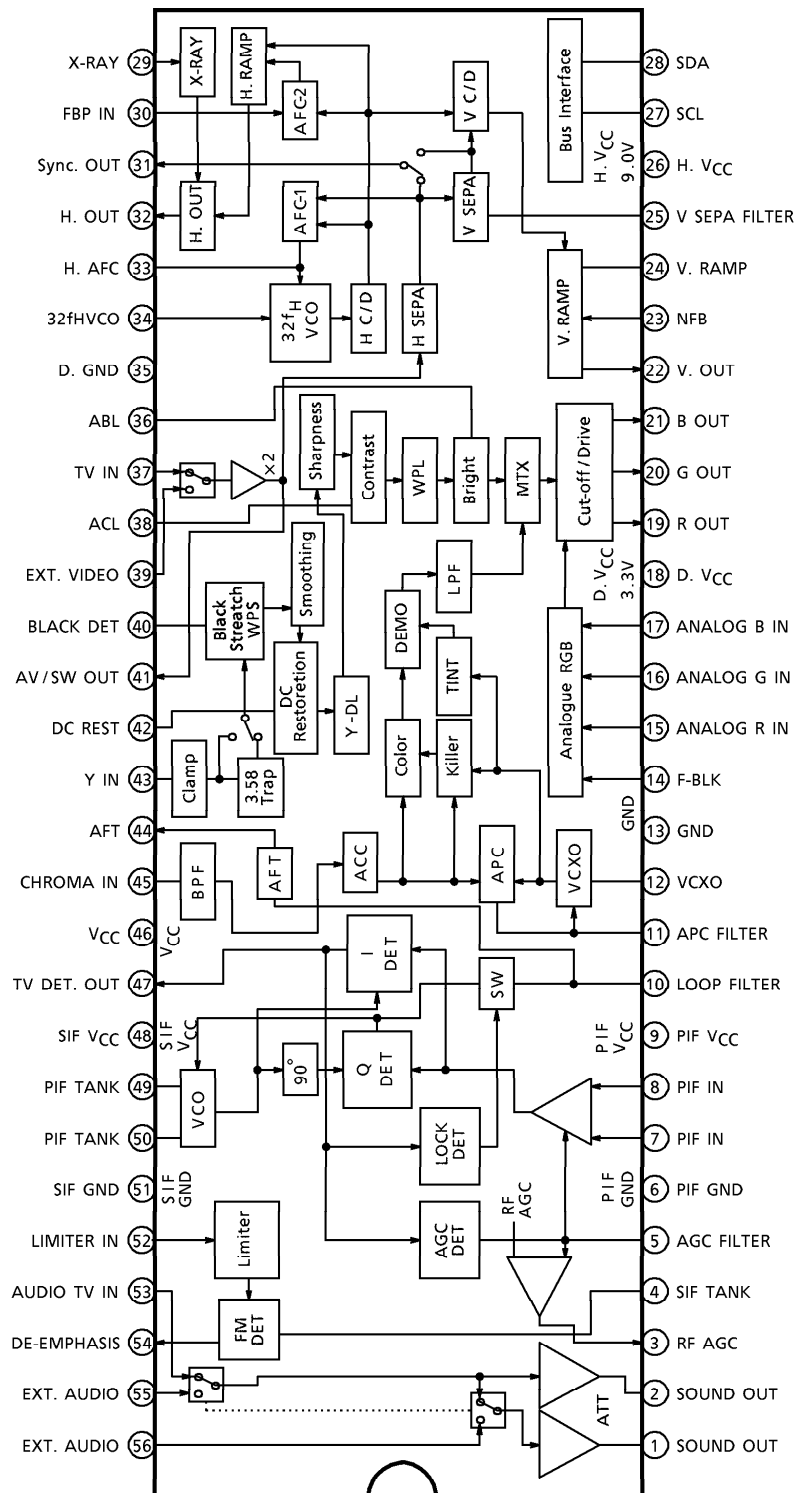 X-RAY 29 X-RAY H. RAMP V C/D Bus Interface 28 SDA
FBP IN 30 AFC-2 27 SCL
Sync. OUT 31 H. VCC 9.0V 26 H. VCC
H. OUT 32 H. OUT AFC-1 V SEPA 25 V SEPA FILTER
H. AFC 33 V. RAMP 24 V. RAMP
32fHVCO 34 32fH VCO H C/D H SEPA 23 NFB
D. GND 35 22 V. OUT
ABL 36 Sharpness Contrast Cut-off/Drive 21 B OUT
TV IN 37 ×2 WPL Bright MTX 20 G OUT
ACL 38 19 R OUT
EXT. VIDEO 39 Smoothing LPF D. VCC 3.3V 18 D. VCC
BLACK DET 40 Black Streatch WPS DEMO 17 ANALOG B IN
AV/SW OUT 41 DC Restoretion TINT Analogue RGB 16 ANALOG G IN
DC REST 42 Y-DL 15 ANALOG R IN
Y IN 43 Clamp 3.58 Trap Color Killer 14 F-BLK
AFT 44 GND 13 GND
CHROMA IN 45 BPF AFT ACC APC VCXO 12 VCXO
VCC 46 VCC 11 APC FILTER
TV DET. OUT 47 I DET SW 10 LOOP FILTER
SIF VCC 48 SIF VCC PIF VCC 9 PIF VCC
PIF TANK 49 VCO 90° Q DET 8 PIF IN
PIF TANK 50 LOCK DET 7 PIF IN
SIF GND 51 SIF GND RF AGC PIF GND 6 PIF GND
LIMITER IN 52 Limiter AGC DET 5 AGC FILTER
AUDIO TV IN 53 4 SIF TANK
DE-EMPHASIS 54 FM DET 3 RF AGC
EXT. AUDIO 55 ATT 2 SOUND OUT
EXT. AUDIO 56 1 SOUND OUT